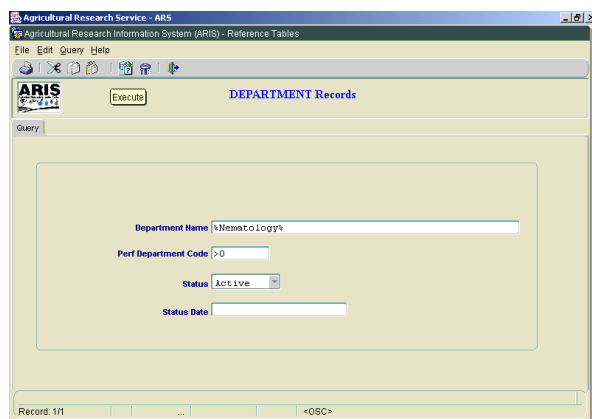 Agricultural Research Service - ARS
Agricultural Research Information System (ARIS) - Reference Tables
File Edit Query Help
ARIS
Execute
DEPARTMENT Records
Query
Department Name %Nematology%
Perf Department Code >0
Status Active
Status Date
Record: 1/1 ... <OSC>